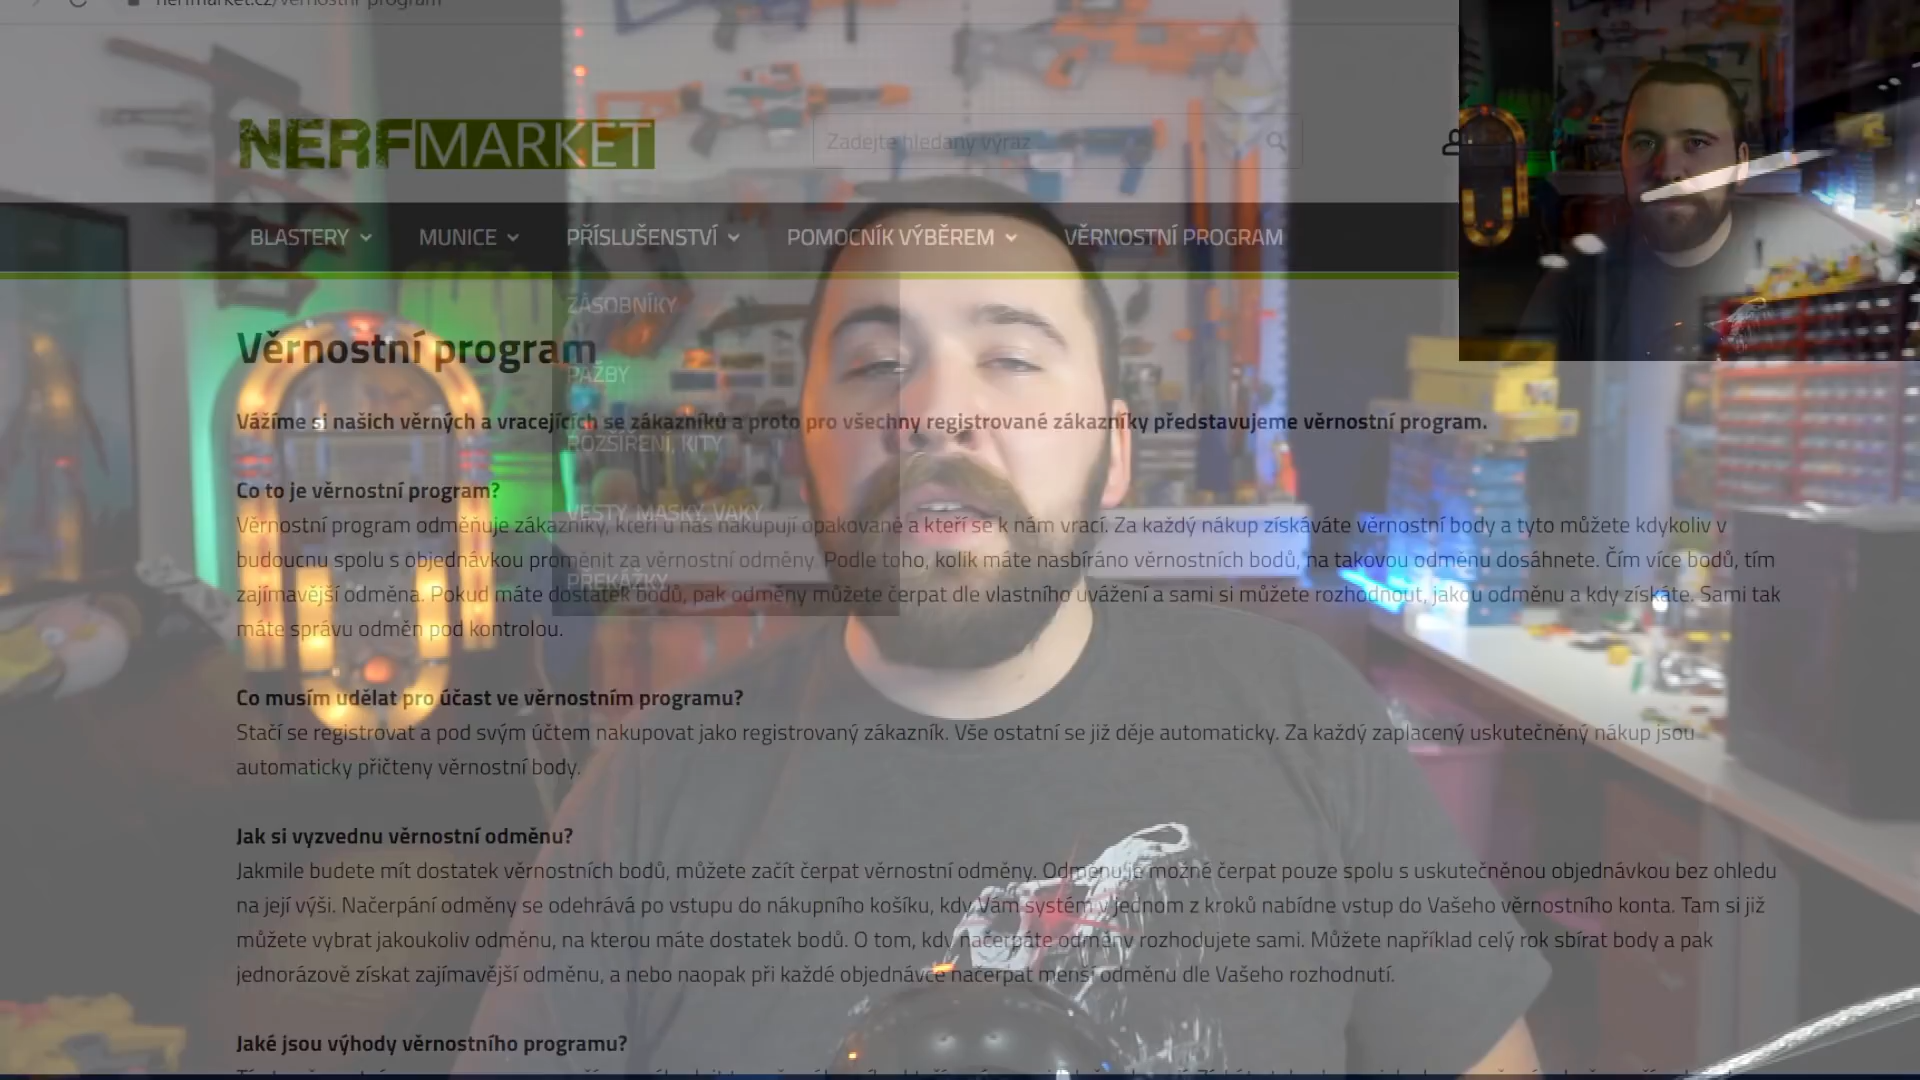 nerfmarket.cz/vernostni-program
NERFMARKET
Zadejte hledaný výraz
BLASTERY MUNICE PŘÍSLUŠENSTVÍ POMOCNÍK VÝBĚREM VĚRNOSTNÍ PROGRAM
ZÁSOBNÍKY
Věrnostní program
PAŽBY
Vážíme si našich věrných a vracejících se zákazníků a proto pro všechny registrované zákazníky představujeme věrnostní program.
ROZŠÍŘENÍ, KITY
Co to je věrnostní program?
VESTY, MASKY, VAKY
Věrnostní program odměňuje zákazníky, kteří u nás nakupují opakovaně a kteří se k nám vrací. Za každý nákup získáváte věrnostní body a tyto můžete kdykoliv v
budoucnu spolu s objednávkou proměnit za věrnostní odměny. Podle toho, kolik máte nasbíráno věrnostních bodů, na takovou odměnu dosáhnete. Čím více bodů, tím
PŘEKÁŽKY
zajímavější odměna. Pokud máte dostatek bodů, pak odměny můžete čerpat dle vlastního uvážení a sami si můžete rozhodnout, jakou odměnu a kdy získáte. Sami tak
máte správu odměn pod kontrolou.
Co musím udělat pro účast ve věrnostním programu?
Stačí se registrovat a pod svým účtem nakupovat jako registrovaný zákazník. Vše ostatní se již děje automaticky. Za každý zaplacený uskutečněný nákup jsou
automaticky přičteny věrnostní body.
Jak si vyzvednu věrnostní odměnu?
Jakmile budete mít dostatek věrnostních bodů, můžete začít čerpat věrnostní odměny. Odměnu je možné čerpat pouze spolu s uskutečněnou objednávkou bez ohledu
na její výši. Načerpání odměny se odehrává po vstupu do nákupního košíku, kdy Vám systém v jednom z kroků nabídne vstup do Vašeho věrnostního konta. Tam si již
můžete vybrat jakoukoliv odměnu, na kterou máte dostatek bodů. O tom, kdy načerpáte odměny rozhodujete sami. Můžete například celý rok sbírat body a pak
jednorázově získat zajímavější odměnu, a nebo naopak při každé objednávce načerpat menší odměnu dle Vašeho rozhodnutí.
Jaké jsou výhody věrnostního programu?